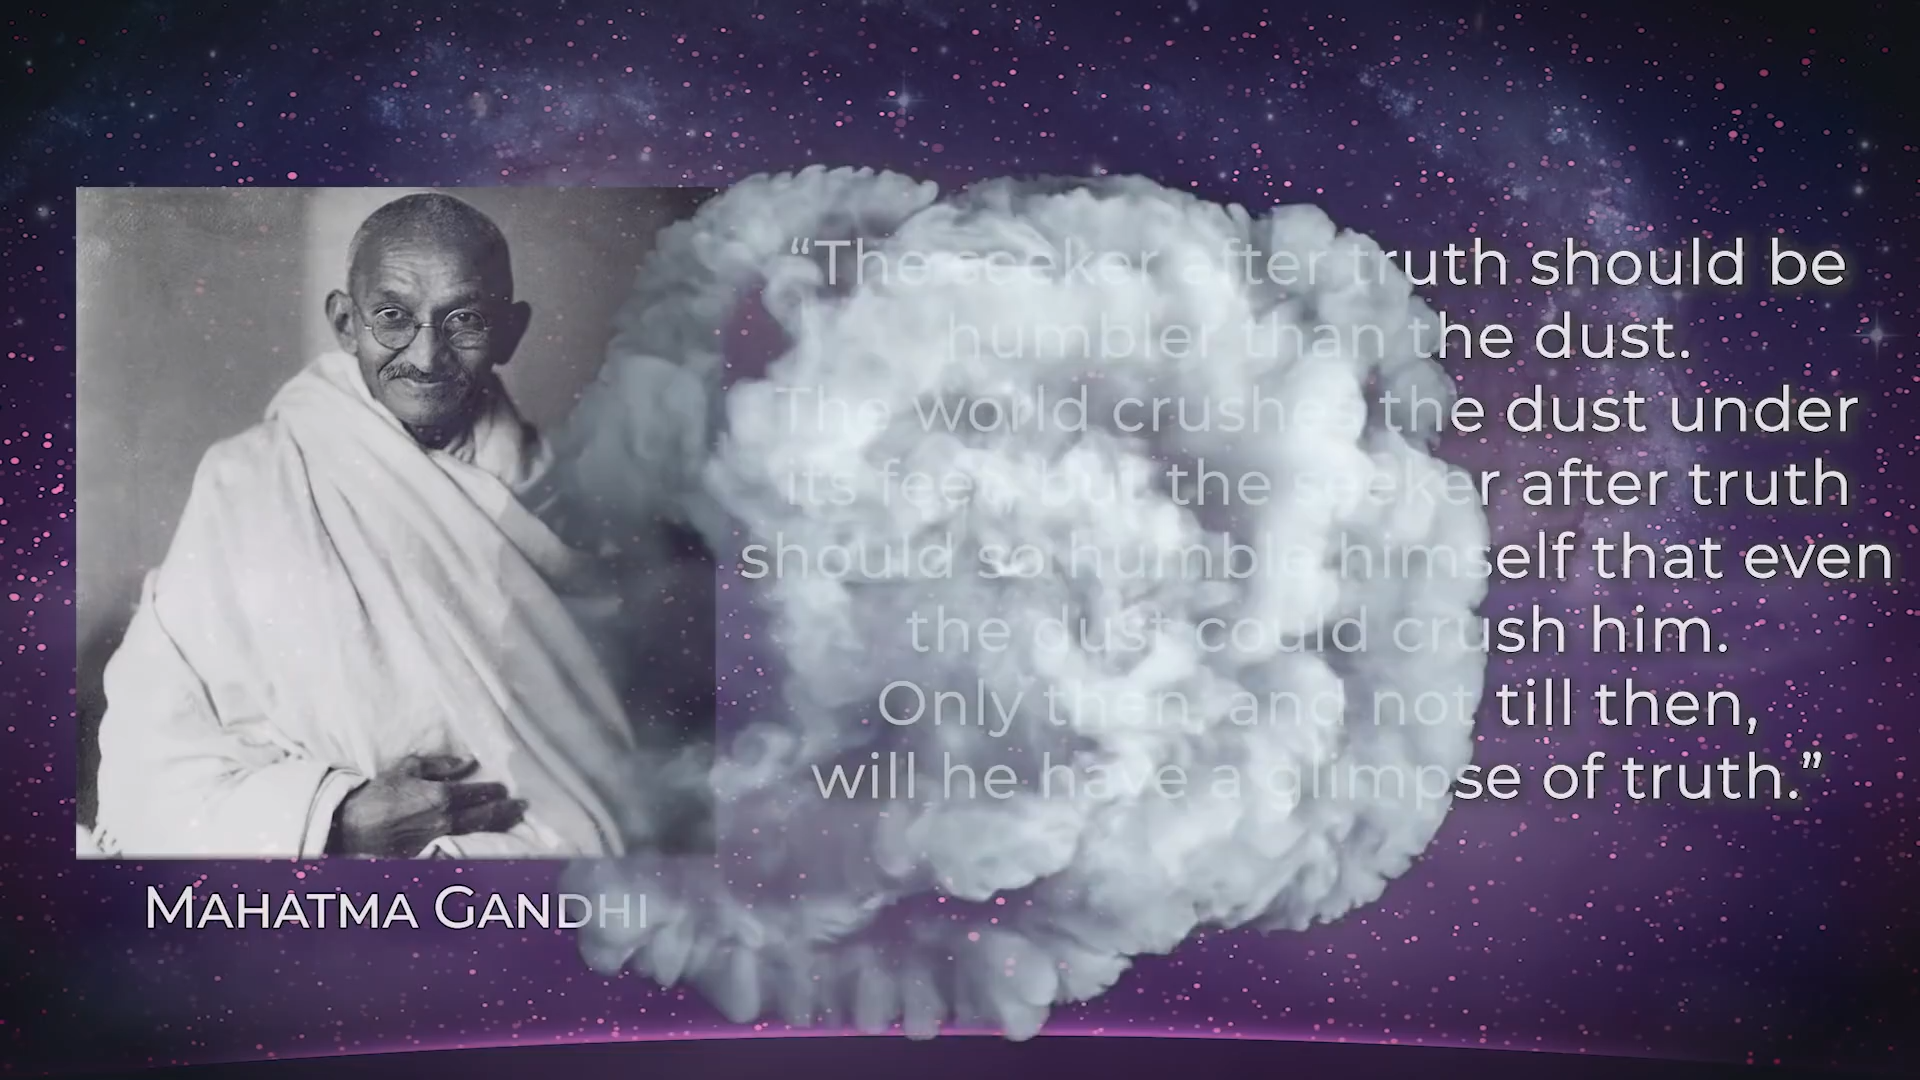 “The seeker after truth should be
humbler than the dust.
The world crushes the dust under
its feet but the seeker after truth
should so humble himself that even
the dust could crush him.
Only then, and not till then,
will he have a glimpse of truth.”
MAHATMA GANDHI